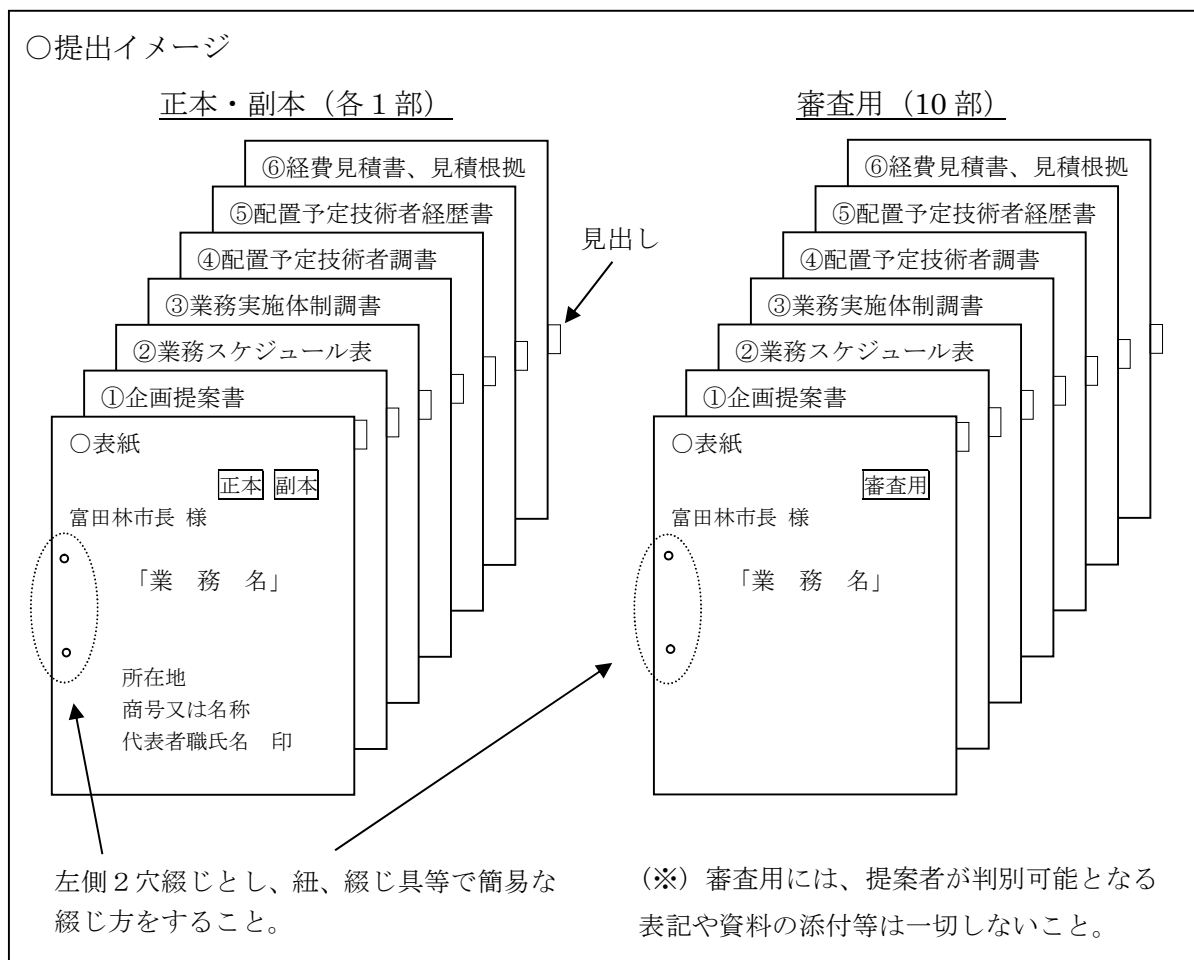 ○提出イメージ
正本・副本（各１部）
⑥経費見積書、見積根拠
⑤配置予定技術者経歴書
④配置予定技術者調書
③業務実施体制調書
②業務スケジュール表
①企画提案書
○表紙
正本 副本
富田林市長 様
「業 務 名」
所在地
商号又は名称
代表者職氏名 印
見出し
審査用（10 部）
⑥経費見積書、見積根拠
⑤配置予定技術者経歴書
④配置予定技術者調書
③業務実施体制調書
②業務スケジュール表
①企画提案書
○表紙
審査用
富田林市長 様
「業 務 名」
左側２穴綴じとし、紐、綴じ具等で簡易な
綴じ方をすること。
（※）審査用には、提案者が判別可能となる
表記や資料の添付等は一切しないこと。